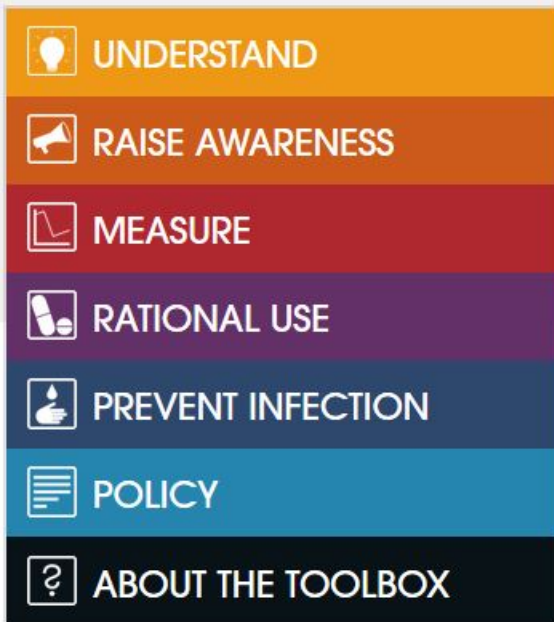 UNDERSTAND
RAISE AWARENESS
MEASURE
RATIONAL USE
PREVENT INFECTION
POLICY
? ABOUT THE TOOLBOX